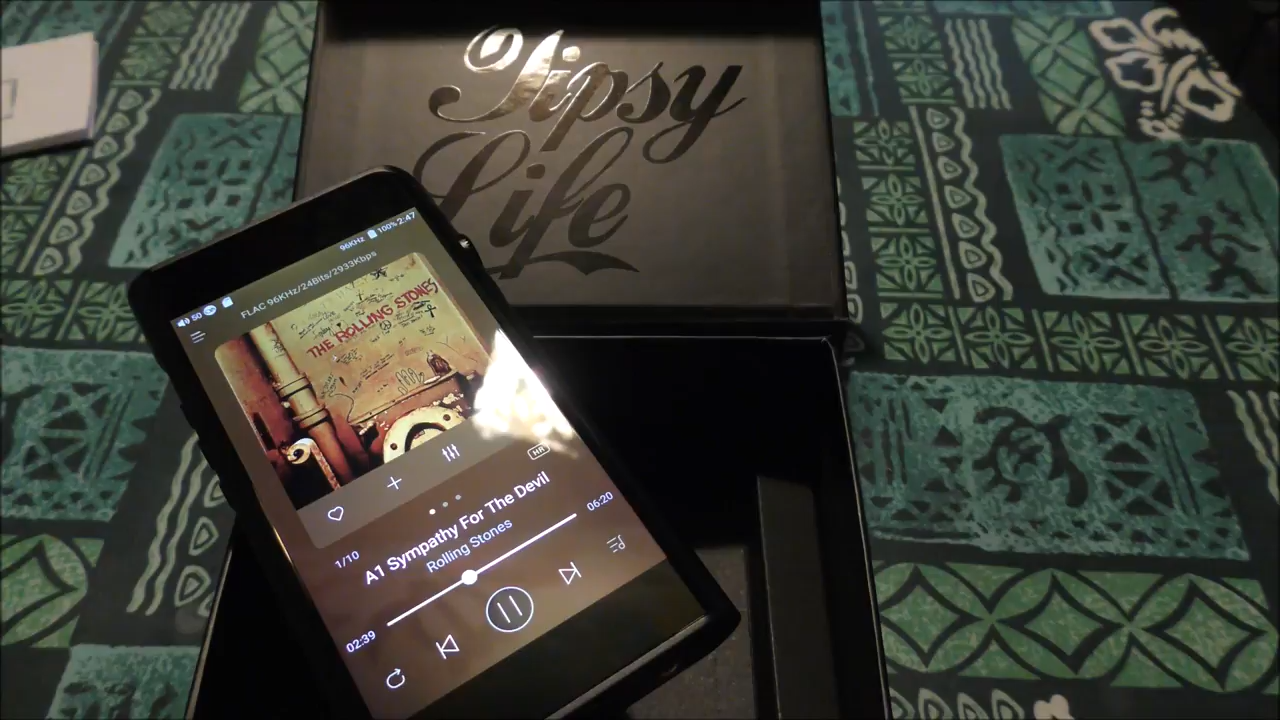 Tipsy
Life
96KHz 100% 2:47
50
FLAC 96KHz/24Bits/2933Kbps
THE ROLLING STONES
HR
1/10
A1 Sympathy For The Devil
Rolling Stones
02:39
06:20